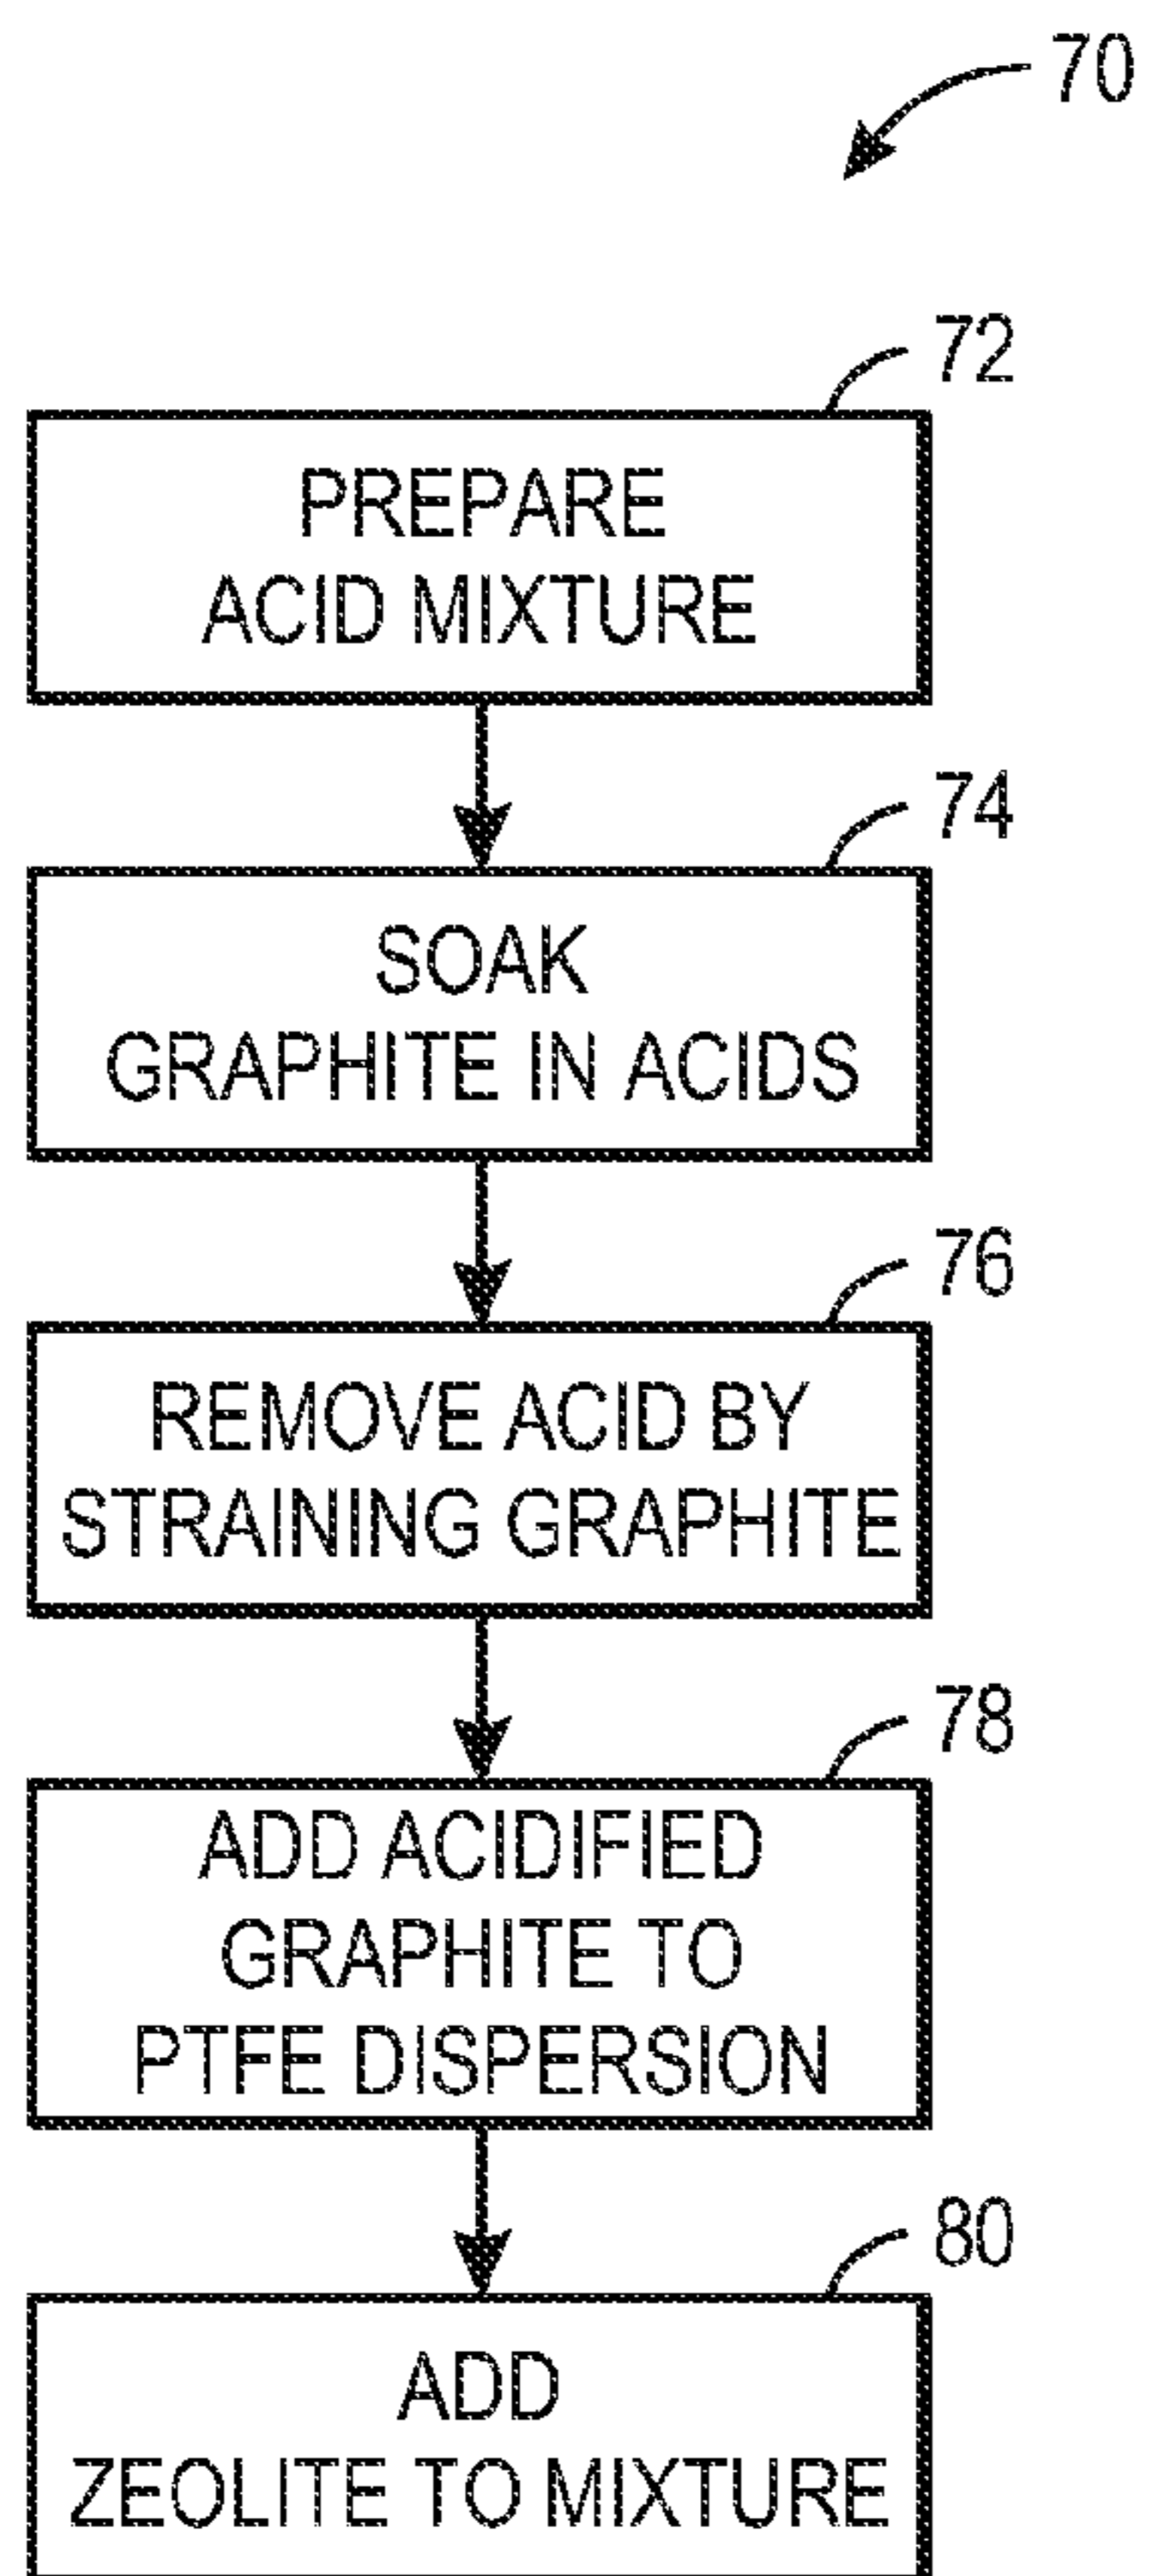 70
72
PREPARE
ACID MIXTURE
74
SOAK
GRAPHITE IN ACIDS
76
REMOVE ACID BY
STRAINING GRAPHITE
78
ADD ACIDIFIED
GRAPHITE TO
PTFE DISPERSION
80
ADD
ZEOLITE TO MIXTURE